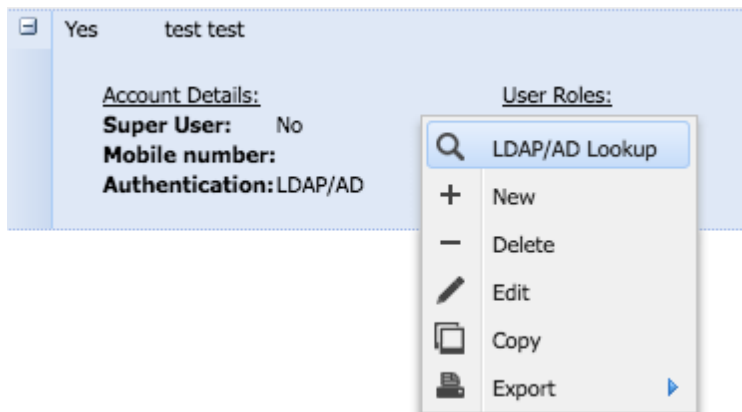 Yes test test
Account Details: User Roles:
Super User: No
Mobile number:
Authentication: LDAP/AD
LDAP/AD Lookup
New
Delete
Edit
Copy
Export